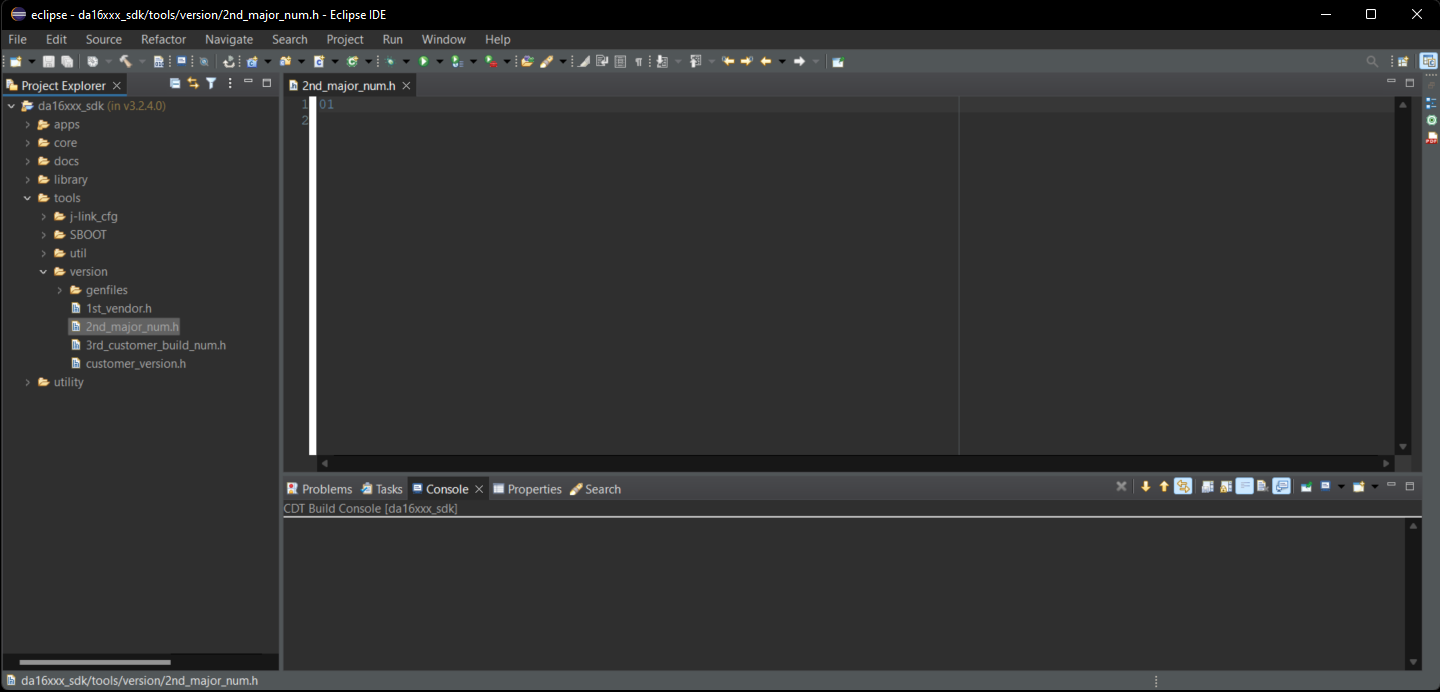 eclipse - da16xxx_sdk/tools/version/2nd_major_num.h - Eclipse IDE
File Edit Source Refactor Navigate Search Project Run Window Help
Project Explorer
da16xxx_sdk (in v3.2.4.0)
apps
core
docs
library
tools
j-link_cfg
SBOOT
util
version
genfiles
1st_vendor.h
2nd_major_num.h
3rd_customer_build_num.h
customer_version.h
utility
2nd_major_num.h
1 01
2
Problems Tasks Console Properties Search
CDT Build Console [da16xxx_sdk]
da16xxx_sdk/tools/version/2nd_major_num.h